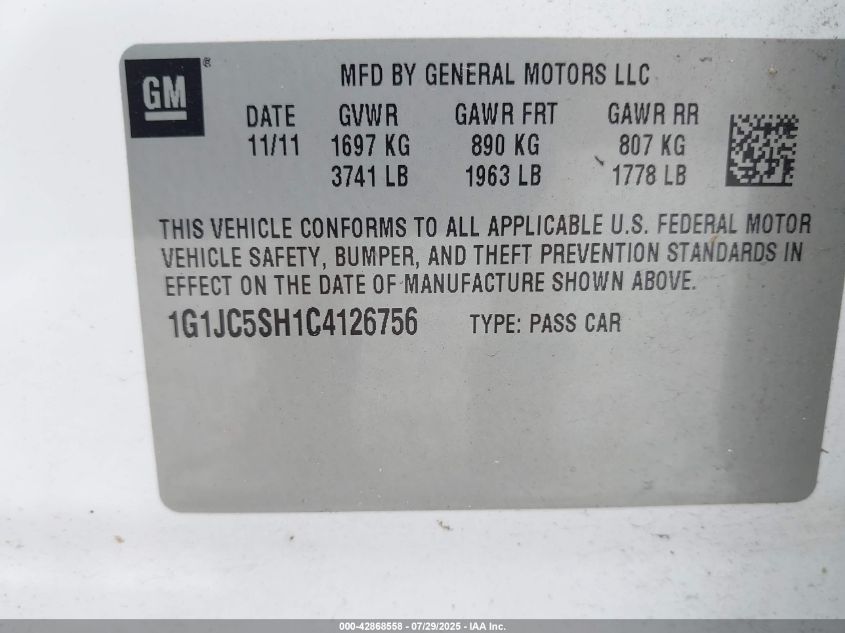 GM ®
MFD BY GENERAL MOTORS LLC
DATE GVWR GAWR FRT GAWR RR
11/11 1697 KG 890 KG 807 KG
3741 LB 1963 LB 1778 LB
THIS VEHICLE CONFORMS TO ALL APPLICABLE U.S. FEDERAL MOTOR
VEHICLE SAFETY, BUMPER, AND THEFT PREVENTION STANDARDS IN
EFFECT ON THE DATE OF MANUFACTURE SHOWN ABOVE.
1G1JC5SH1C4126756 TYPE: PASS CAR
000-42868558 - 07/29/2025 - IAA Inc.